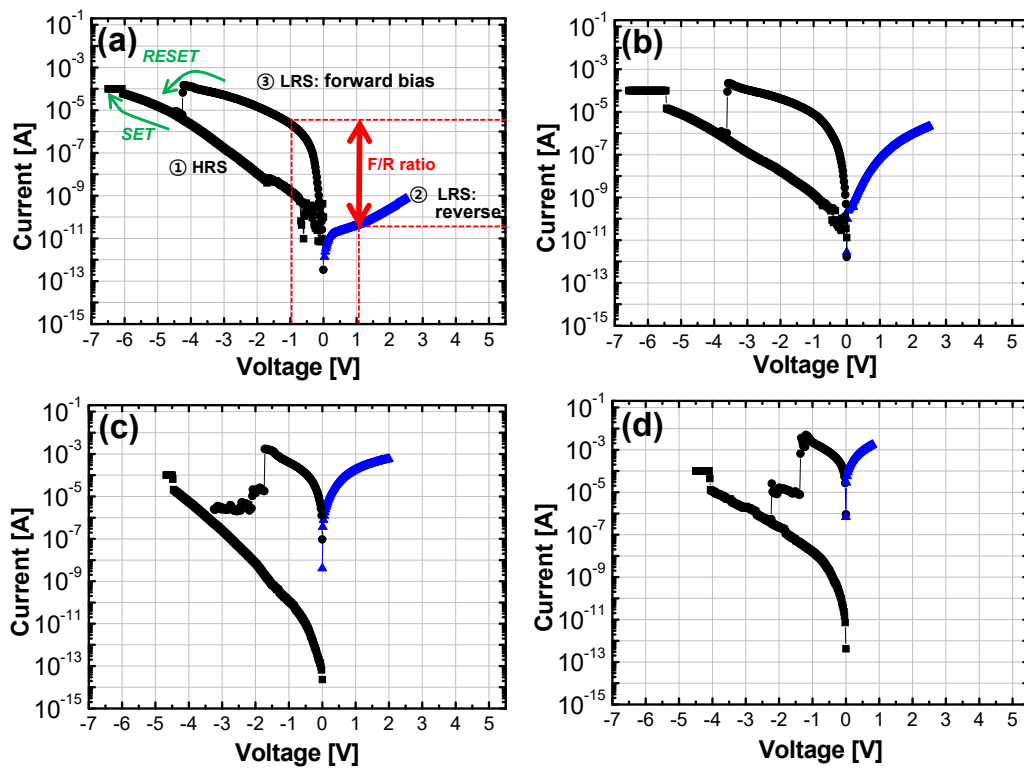 (a)
RESET
③ LRS: forward bias
SET
① HRS
F/R ratio
② LRS:
reverse
Current [A]
10^-1
10^-3
10^-5
10^-7
10^-9
10^-11
10^-13
10^-15
-7 -6 -5 -4 -3 -2 -1 0 1 2 3 4 5
Voltage [V]
(b)
Current [A]
10^-1
10^-3
10^-5
10^-7
10^-9
10^-11
10^-13
10^-15
-7 -6 -5 -4 -3 -2 -1 0 1 2 3 4 5
Voltage [V]
(c)
Current [A]
10^-1
10^-3
10^-5
10^-7
10^-9
10^-11
10^-13
10^-15
-7 -6 -5 -4 -3 -2 -1 0 1 2 3 4 5
Voltage [V]
(d)
Current [A]
10^-1
10^-3
10^-5
10^-7
10^-9
10^-11
10^-13
10^-15
-7 -6 -5 -4 -3 -2 -1 0 1 2 3 4 5
Voltage [V]